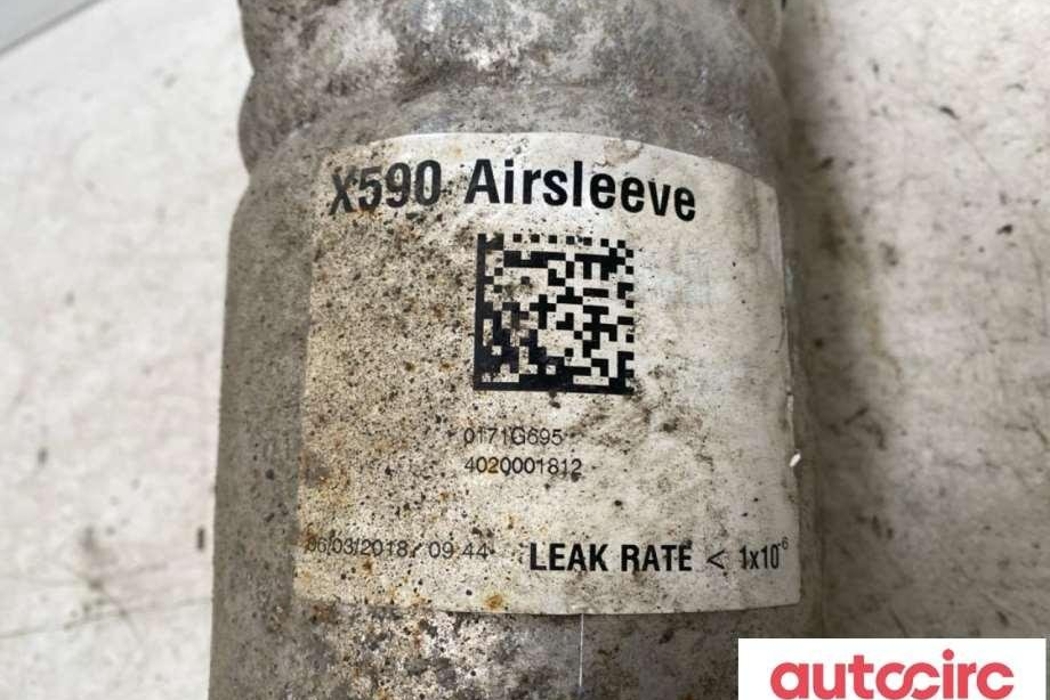 X590 Airsleeve
0171G695
4020001812
06/03/2018 09 44
LEAK RATE < 1x10⁻⁶
autocirc